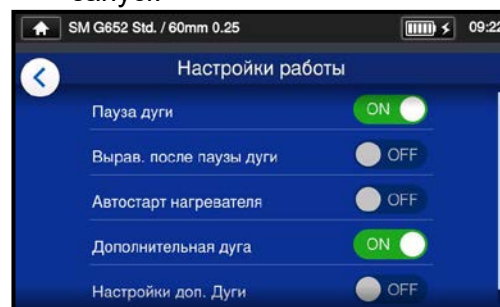 SM G652 Std. / 60mm 0.25 09:22
Настройки работы
Пауза дуги ON
Вырав. после паузы дуги OFF
Автостарт нагревателя OFF
Дополнительная дуга ON
Настройки доп. Дуги OFF